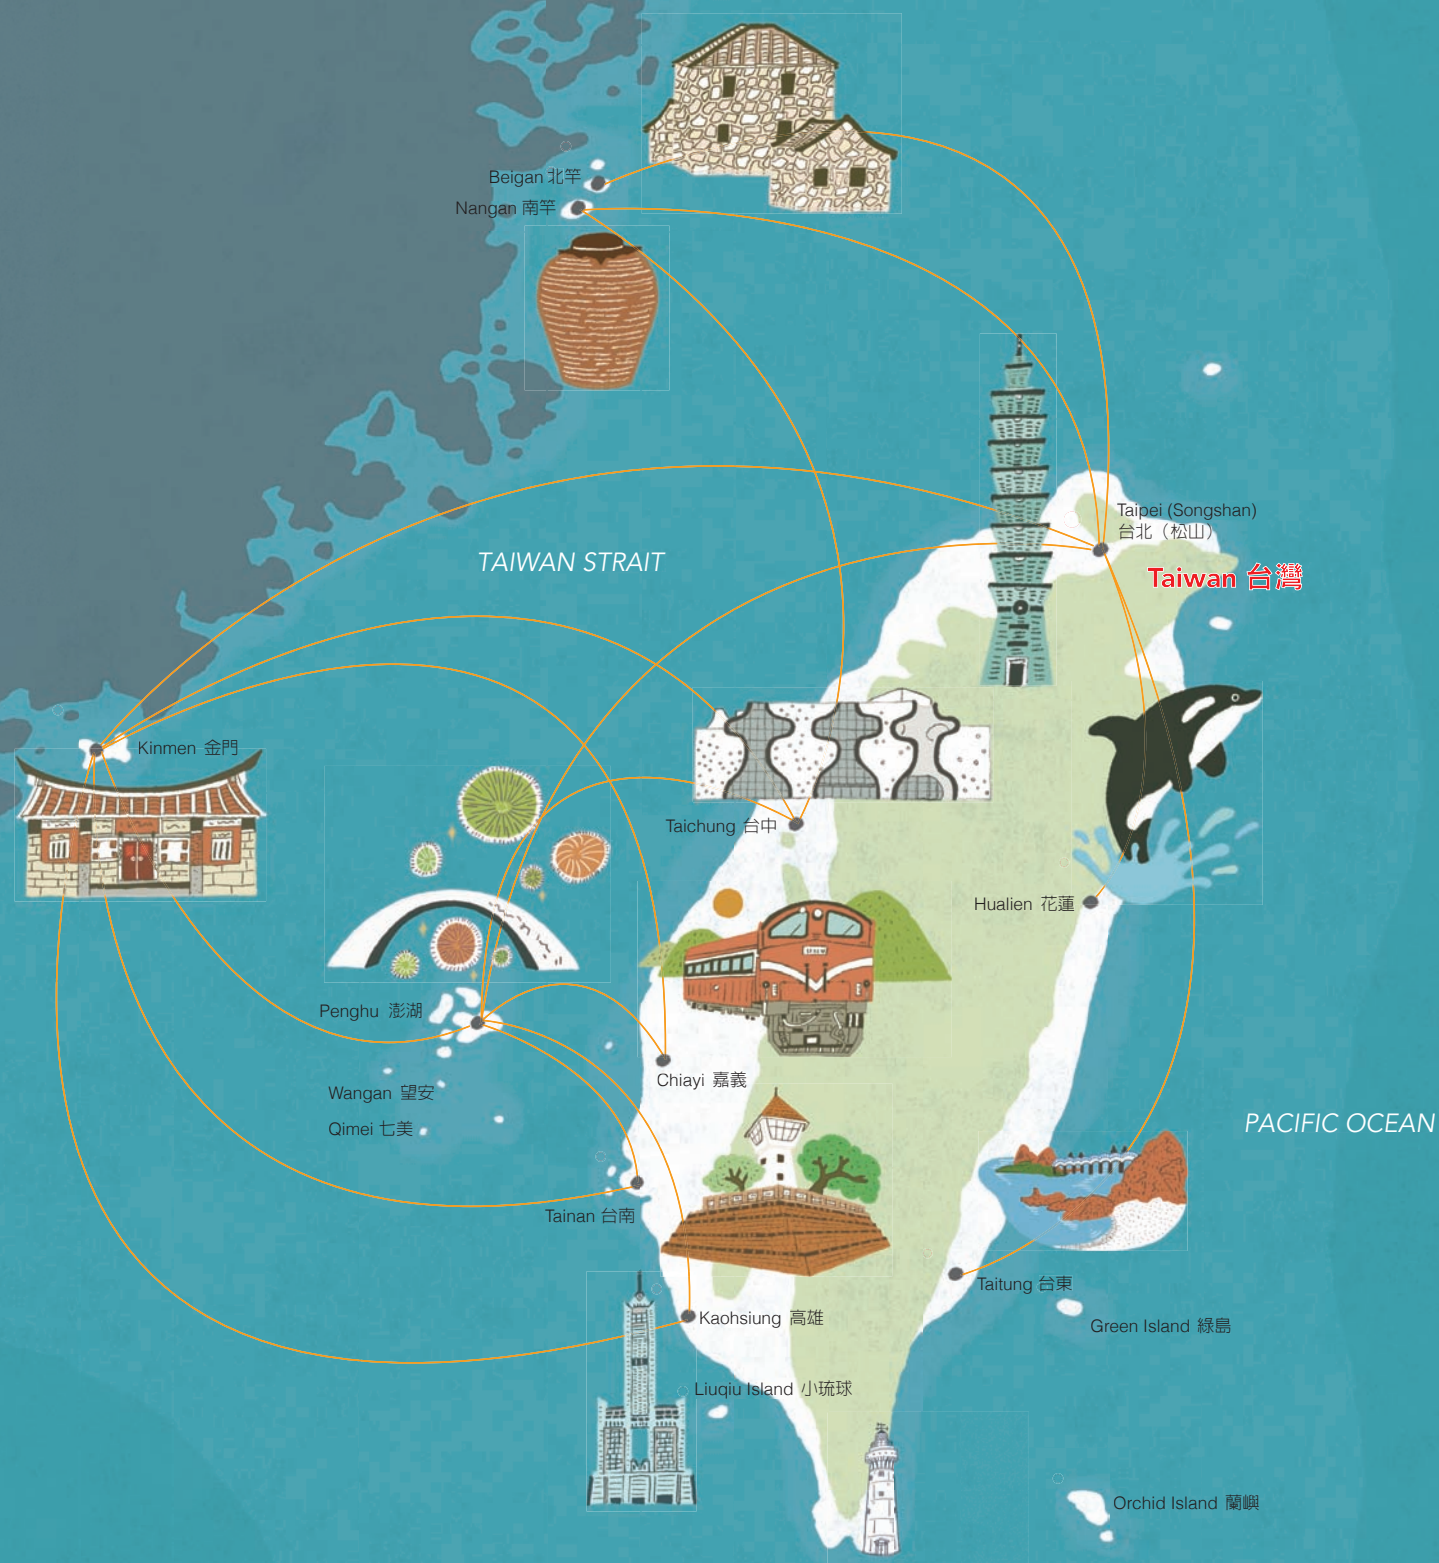 Beigan 北竿
Nangan 南竿
Taipei (Songshan)
台北（松山）
TAIWAN STRAIT
Taiwan 台灣
Kinmen 金門
Taichung 台中
Hualien 花蓮
Penghu 澎湖
Chiayi 嘉義
Wangan 望安
Qimei 七美
PACIFIC OCEAN
Tainan 台南
Taitung 台東
Kaohsiung 高雄
Green Island 綠島
Liuqiu Island 小琉球
Orchid Island 蘭嶼